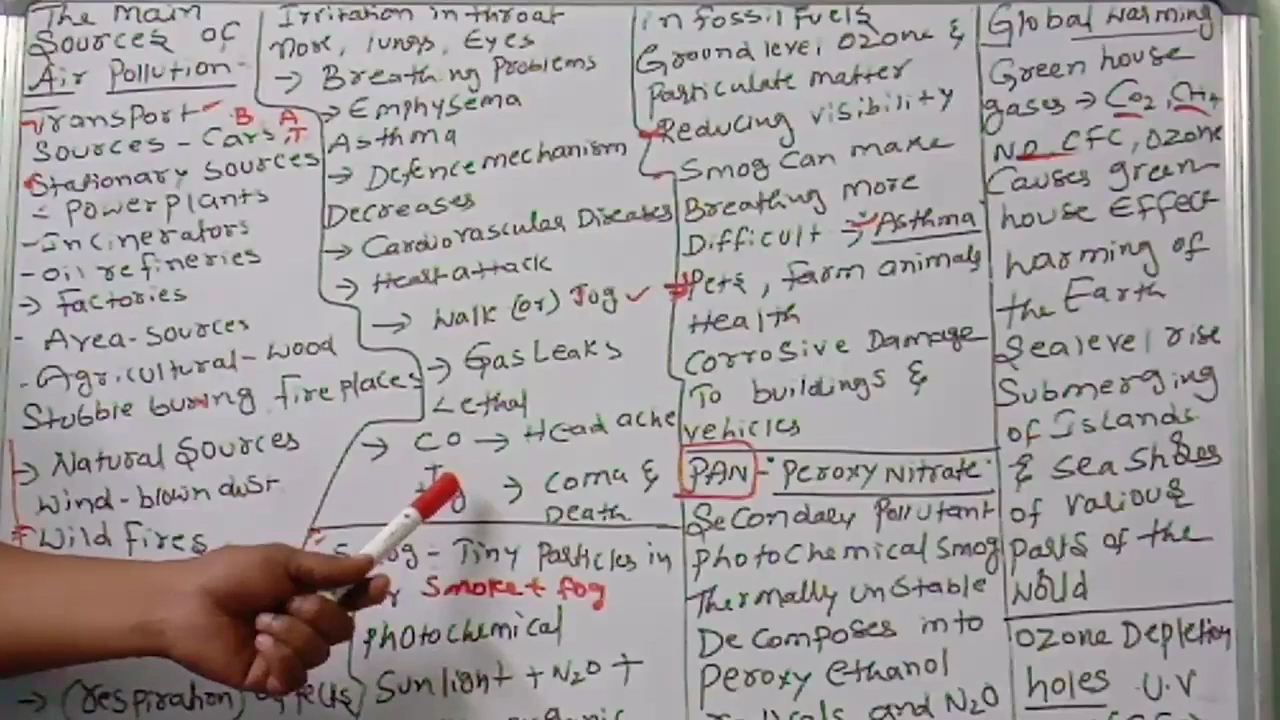 The main
Sources of
Air Pollution-
Transport B A
Sources - Cars, T
Stationary Sources
- Powerplants
- Incinerators
- oil refineries
→ factories
- Area-Sources
- Agricultural - wood
Stubble burning, fireplaces
→ Natural Sources
wind-blown dust
Wild fires
→ (respiration)
Irritation in throat
nose, lungs, Eyes
→ Breathing Problems
→ Emphysema
Asthma
→ Defence mechanism
Decreases
→ Cardiovascular Diseases
→ Heart attack
→ walk (or) Jog ✓
→ Gas Leaks
Lethal
→ CO → Head ache
+
→ Coma &
Death
Smog - Tiny Particles in
Smoke + fog
photochemical
Sunlight + N2O +
in fossil fuels
Ground level Ozone &
particulate matter
Reducing visibility
Smog Can make
Breathing more
Difficult → Asthma
Pets, farm animals
Health
Corrosive Damage
To buildings &
vehicles
PAN - "Peroxy Nitrate"
Secondary Pollutant
photochemical Smog
Thermally unstable
Decomposes into
Peroxy ethanol
and N2O
Global warming
Green house
gases → CO2, CH4
NO CFC, Ozone
Causes green-
house Effect
warming of
the Earth
Sealevel rise
Submerging
of Islands
& Seashores
of various
parts of the
world
Ozone Depletion
holes U.V